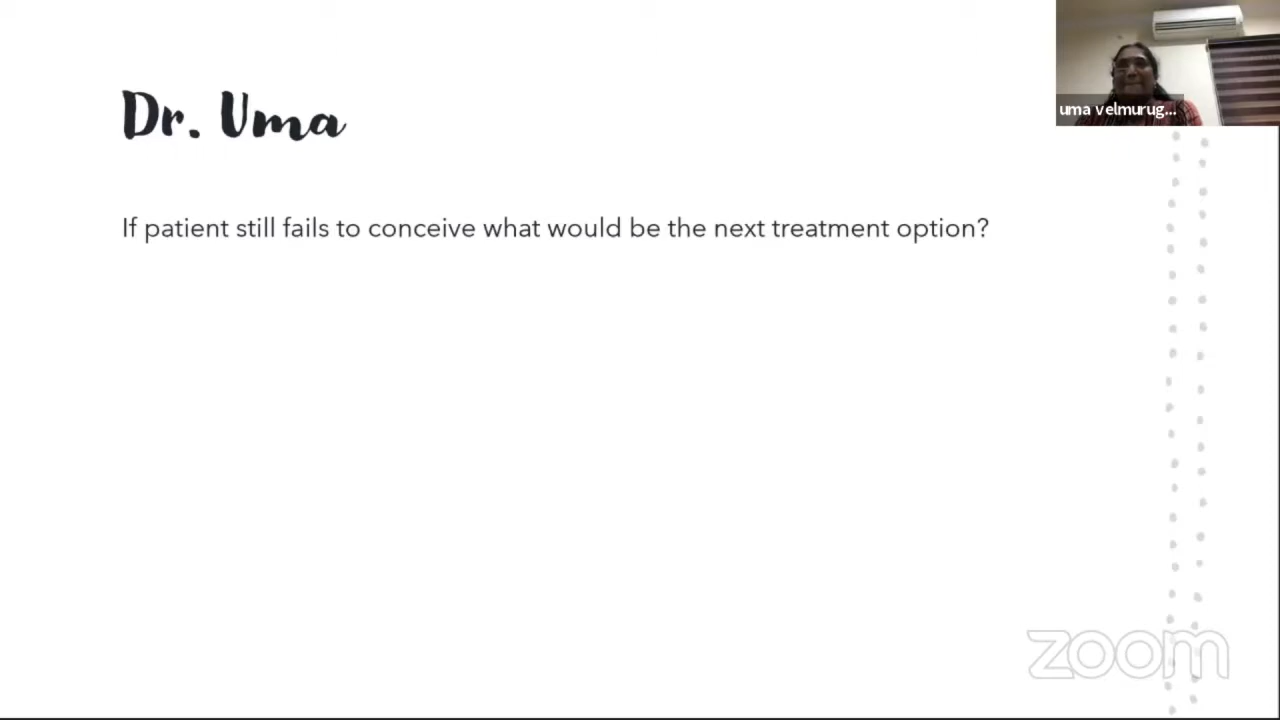 Dr. Uma
uma velmurug...
If patient still fails to conceive what would be the next treatment option?
zoom